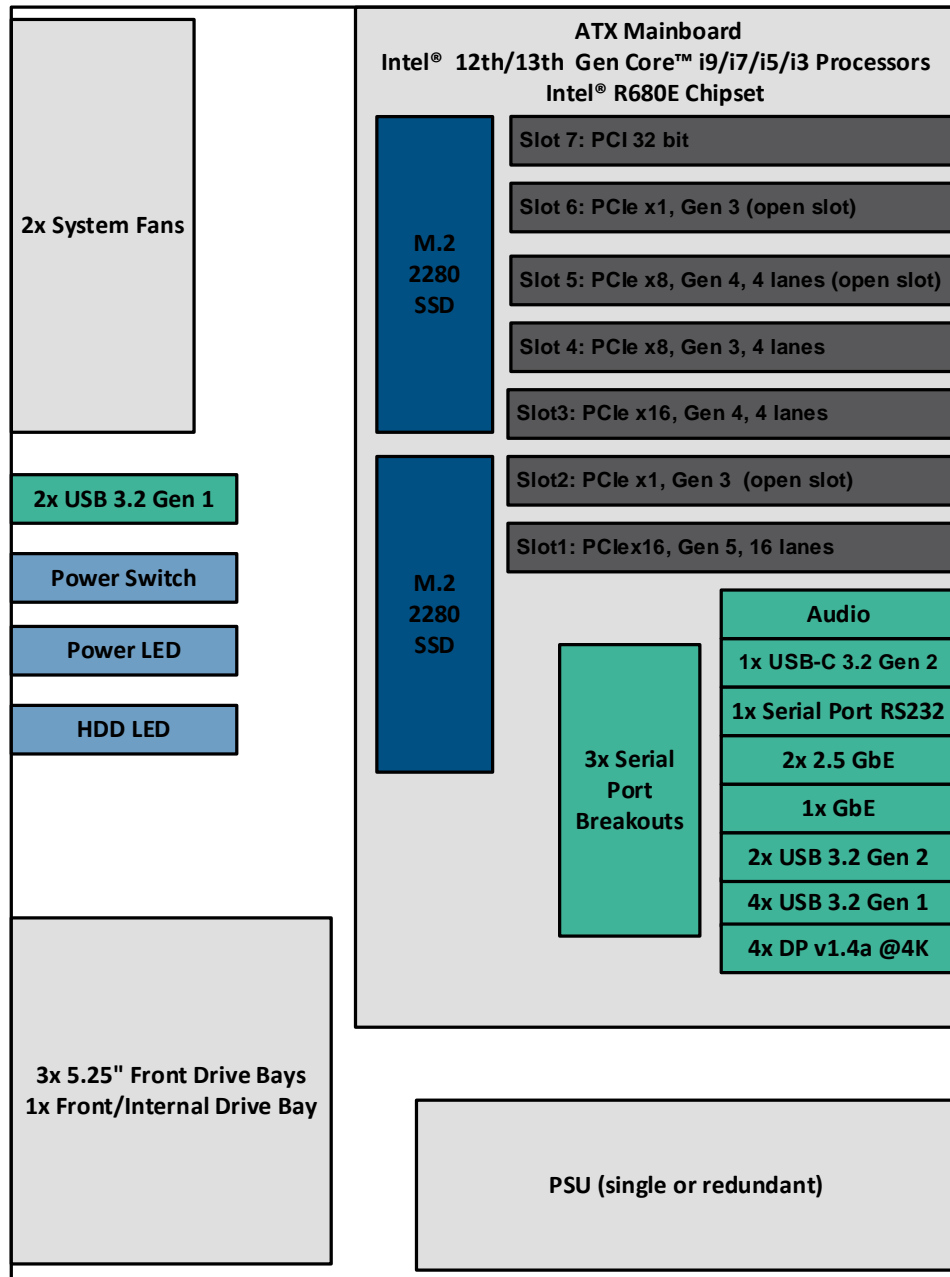 ATX Mainboard
Intel® 12th/13th Gen Core™ i9/i7/i5/i3 Processors
Intel® R680E Chipset
2x System Fans
M.2
2280
SSD
Slot 7: PCI 32 bit
Slot 6: PCIe x1, Gen 3 (open slot)
Slot 5: PCIe x8, Gen 4, 4 lanes (open slot)
Slot 4: PCIe x8, Gen 3, 4 lanes
Slot3: PCIe x16, Gen 4, 4 lanes
Slot2: PCIe x1, Gen 3 (open slot)
Slot1: PCIex16, Gen 5, 16 lanes
2x USB 3.2 Gen 1
Power Switch
Power LED
HDD LED
M.2
2280
SSD
3x Serial
Port
Breakouts
Audio
1x USB-C 3.2 Gen 2
1x Serial Port RS232
2x 2.5 GbE
1x GbE
2x USB 3.2 Gen 2
4x USB 3.2 Gen 1
4x DP v1.4a @4K
3x 5.25" Front Drive Bays
1x Front/Internal Drive Bay
PSU (single or redundant)